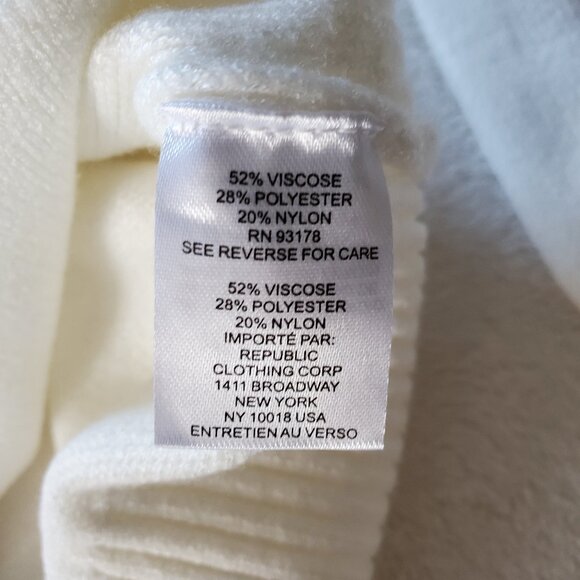 52% VISCOSE
28% POLYESTER
20% NYLON
RN 93178
SEE REVERSE FOR CARE
52% VISCOSE
28% POLYESTER
20% NYLON
IMPORTÉ PAR:
REPUBLIC
CLOTHING CORP
1411 BROADWAY
NEW YORK
NY 10018 USA
ENTRETIEN AU VERSO